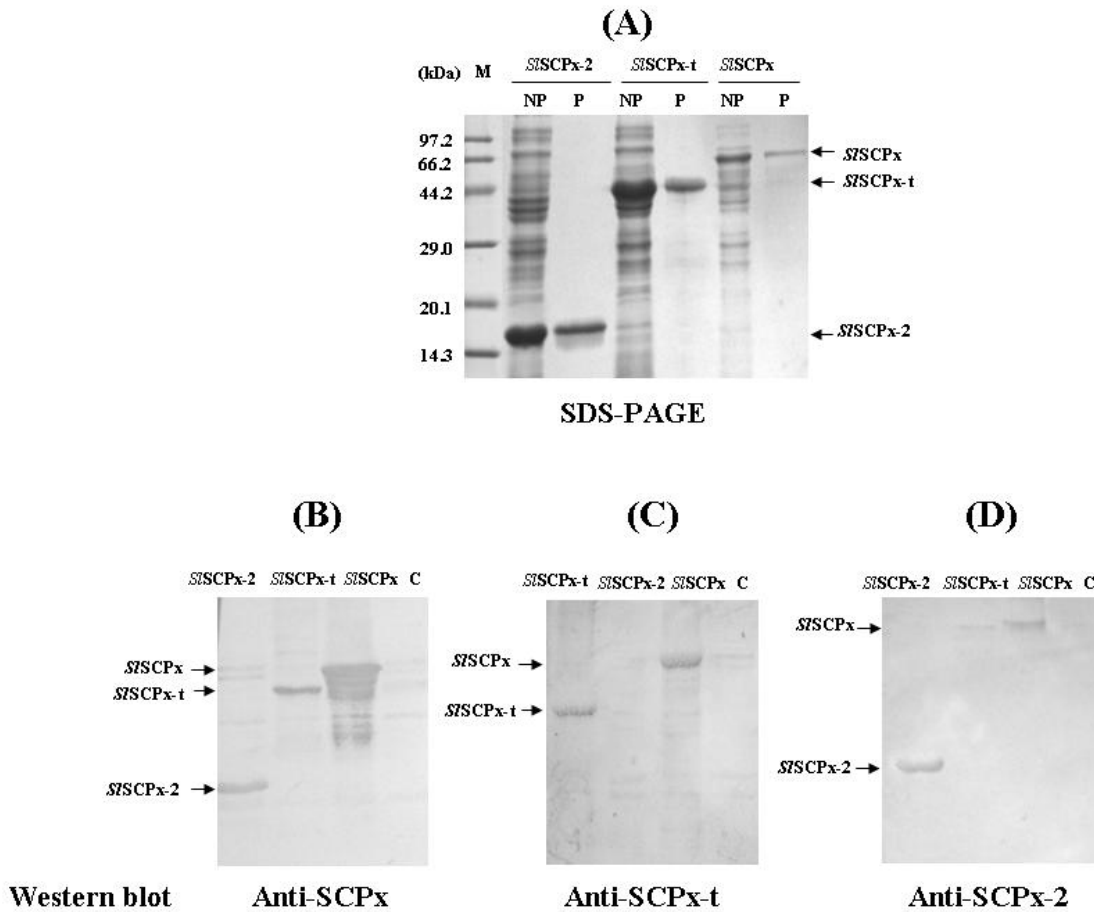 (A)
(kDa) M SlSCPx-2 SlSCPx-t SlSCPx
NP P NP P NP P
97.2
66.2
44.2
29.0
20.1
14.3
SlSCPx
SlSCPx-t
SlSCPx-2
SDS-PAGE
(B)
SlSCPx-2 SlSCPx-t SlSCPx C
SlSCPx
SlSCPx-t
SlSCPx-2
(C)
SlSCPx-t SlSCPx-2 SlSCPx C
SlSCPx
SlSCPx-t
(D)
SlSCPx-2 SlSCPx-t SlSCPx C
SlSCPx
SlSCPx-2
Western blot Anti-SCPx Anti-SCPx-t Anti-SCPx-2